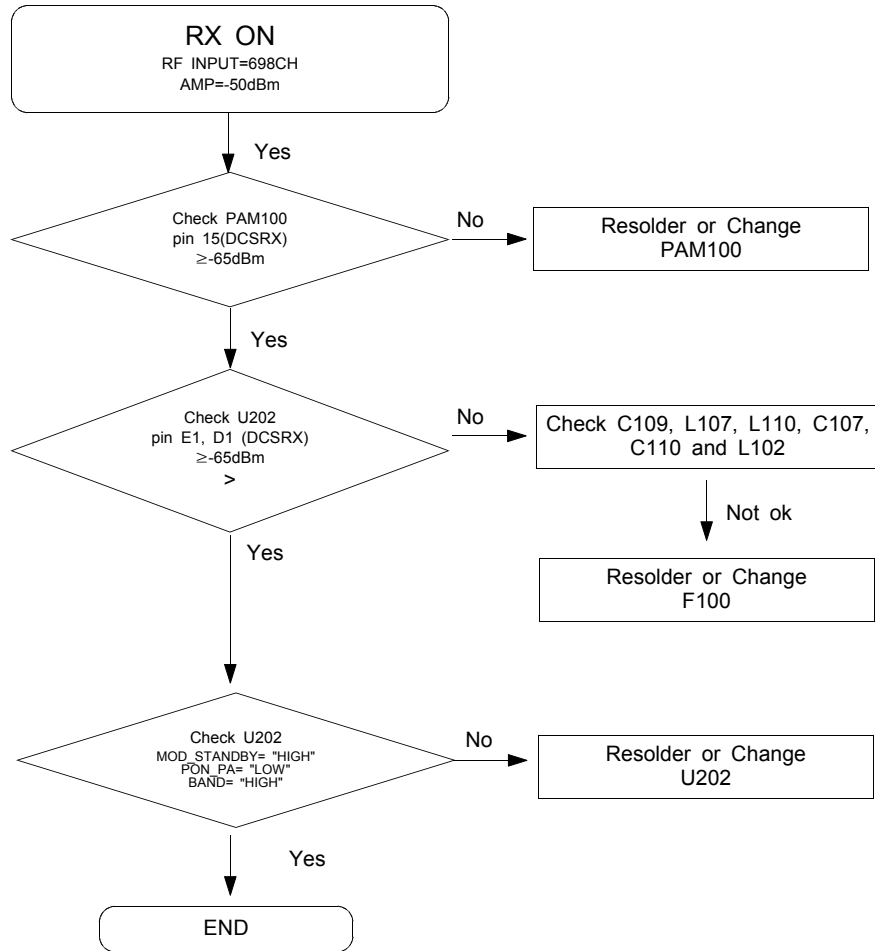 RX ON
RF INPUT=698CH
AMP=-50dBm
Yes
Check PAM100
pin 15(DCSRX)
≥-65dBm
No
Resolder or Change
PAM100
Yes
Check U202
pin E1, D1 (DCSRX)
≥-65dBm
>
No
Check C109, L107, L110, C107,
C110 and L102
Not ok
Resolder or Change
F100
Yes
Check U202
MOD_STANDBY= "HIGH"
PON_PA= "LOW"
BAND= "HIGH"
No
Resolder or Change
U202
Yes
END